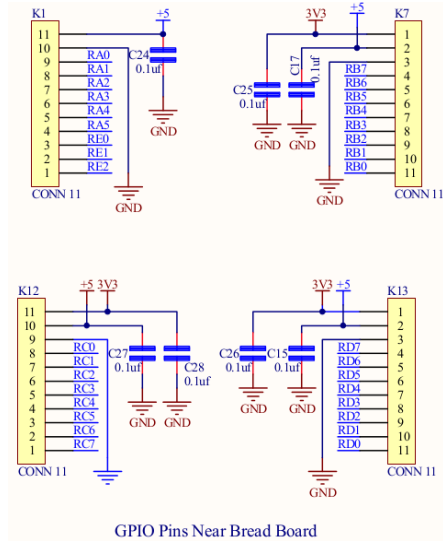 K1
+5
11
10
9
8
7
6
5
4
3
2
1
RA0
RA1
RA2
RA3
RA4
RA5
RE0
RE1
RE2
C24
0.1uf
GND
GND
CONN 11
3V3
+5
K7
1
2
3
4
5
6
7
8
9
10
11
RB7
RB6
RB5
RB4
RB3
RB2
RB1
RB0
C25
0.1uf
C17
0.1uf
GND
GND
GND
CONN 11
K12
+5
3V3
11
10
9
8
7
6
5
4
3
2
1
RC0
RC1
RC2
RC3
RC4
RC5
RC6
RC7
C27
0.1uf
C28
0.1uf
GND
GND
CONN 11
3V3
+5
K13
1
2
3
4
5
6
7
8
9
10
11
RD7
RD6
RD5
RD4
RD3
RD2
RD1
RD0
C26
0.1uf
C15
0.1uf
GND
GND
GND
CONN 11
GPIO Pins Near Bread Board